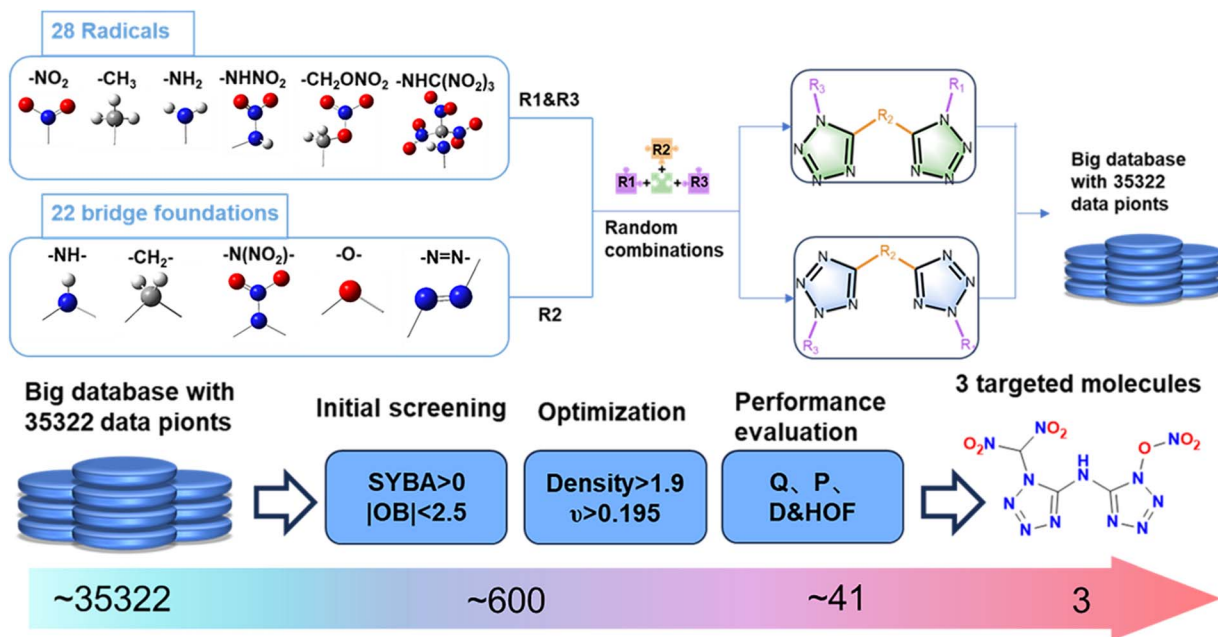 28 Radicals
-NO₂ -CH₃ -NH₂ -NHNO₂ -CH₂ONO₂ -NHC(NO₂)₃
R1&R3
22 bridge foundations
-NH- -CH₂- -N(NO₂)- -O- -N=N-
R2
R2
+
R1 + + R3
Random
combinations
R₃ R₁
R₂
N N
N N
N N
N N
R₂
N N
N N
N N
N N
R₃
Big database
with 35322
data pionts
Big database with
35322 data pionts
Initial screening
SYBA>0
|OB|<2.5
Optimization
Density>1.9
υ>0.195
Performance
evaluation
Q、P、
D&HOF
3 targeted molecules
O₂N NO₂ O NO₂
H
N N N
N N
N N
N N
~35322 ~600 ~41 3